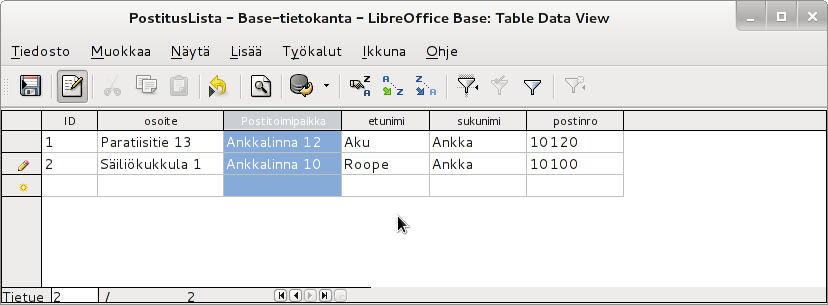 PostitusLista – Base-tietokanta – LibreOffice Base: Table Data View
Tiedosto Muokkaa Näytä Lisää Työkalut Ikkuna Ohje
ID osoite Postitoimipaikka etunimi sukunimi postinro
1 Paratiisitie 13 Ankkalinna 12 Aku Ankka 10120
2 Säiliökukkula 1 Ankkalinna 10 Roope Ankka 10100
Tietue 2 / 2